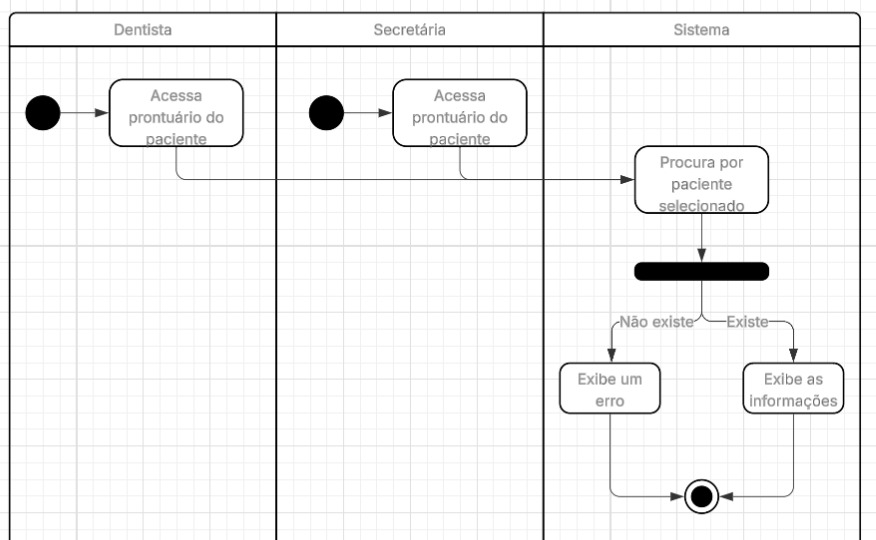 Dentista
Secretária
Sistema
Acessa
prontuário do
paciente
Acessa
prontuário do
paciente
Procura por
paciente
selecionado
Não existe
Existe
Exibe um
erro
Exibe as
informações